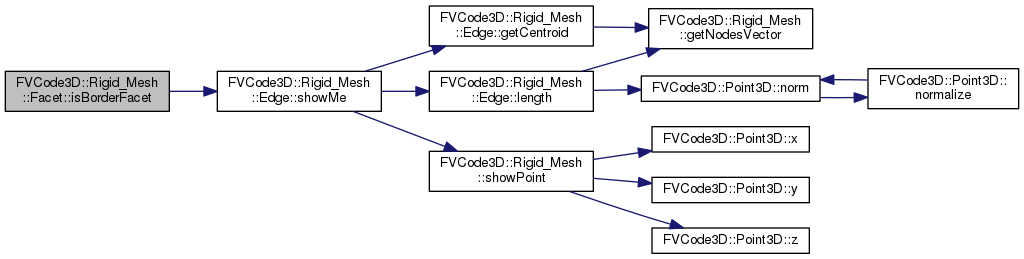 FVCode3D::Rigid_Mesh
::Facet::isBorderFacet
FVCode3D::Rigid_Mesh
::Edge::showMe
FVCode3D::Rigid_Mesh
::Edge::getCentroid
FVCode3D::Rigid_Mesh
::Edge::length
FVCode3D::Rigid_Mesh
::showPoint
FVCode3D::Rigid_Mesh
::getNodesVector
FVCode3D::Point3D::norm
FVCode3D::Point3D::
normalize
FVCode3D::Point3D::x
FVCode3D::Point3D::y
FVCode3D::Point3D::z